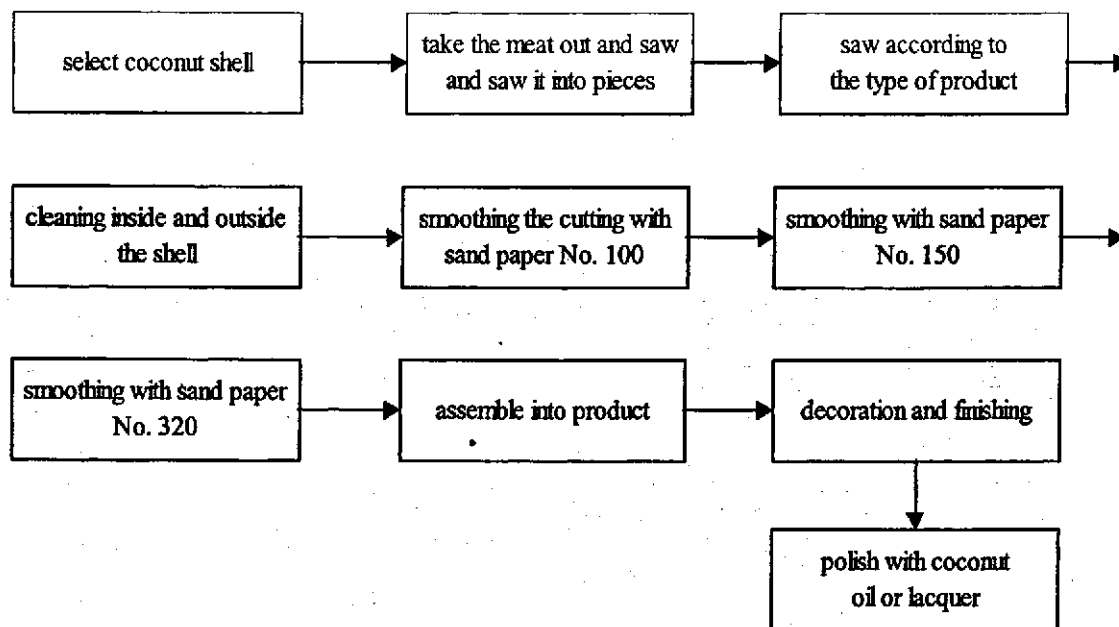 select coconut shell
take the meat out and saw
and saw it into pieces
saw according to
the type of product
cleaning inside and outside
the shell
smoothing the cutting with
sand paper No. 100
smoothing with sand paper
No. 150
smoothing with sand paper
No. 320
assemble into product
decoration and finishing
polish with coconut
oil or lacquer